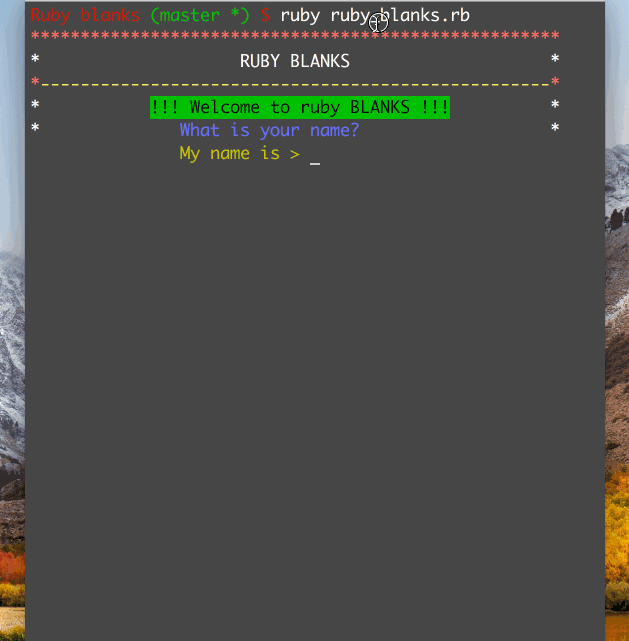 Ruby blanks (master *) $ ruby ruby_blanks.rb
*****************************************************
* RUBY BLANKS *
*---------------------------------------------------*
* !!! Welcome to ruby BLANKS !!! *
* What is your name? *
My name is > _